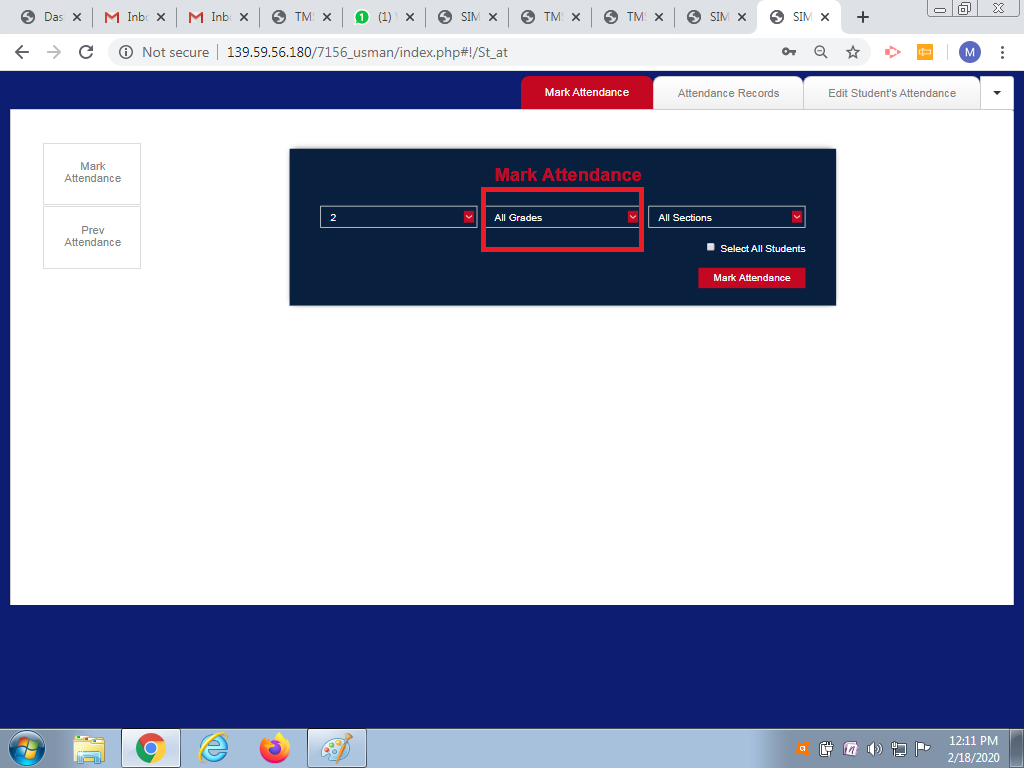 Das Inb Inb TMS (1) SIM TM TMS SIM SIM
Not secure 139.59.56.180/7156_usman/index.php#!/St_at M
Mark Attendance Attendance Records Edit Student's Attendance
Mark
Attendance
Prev
Attendance
Mark Attendance
2 All Grades All Sections
Select All Students
Mark Attendance
12:11 PM
2/18/2020